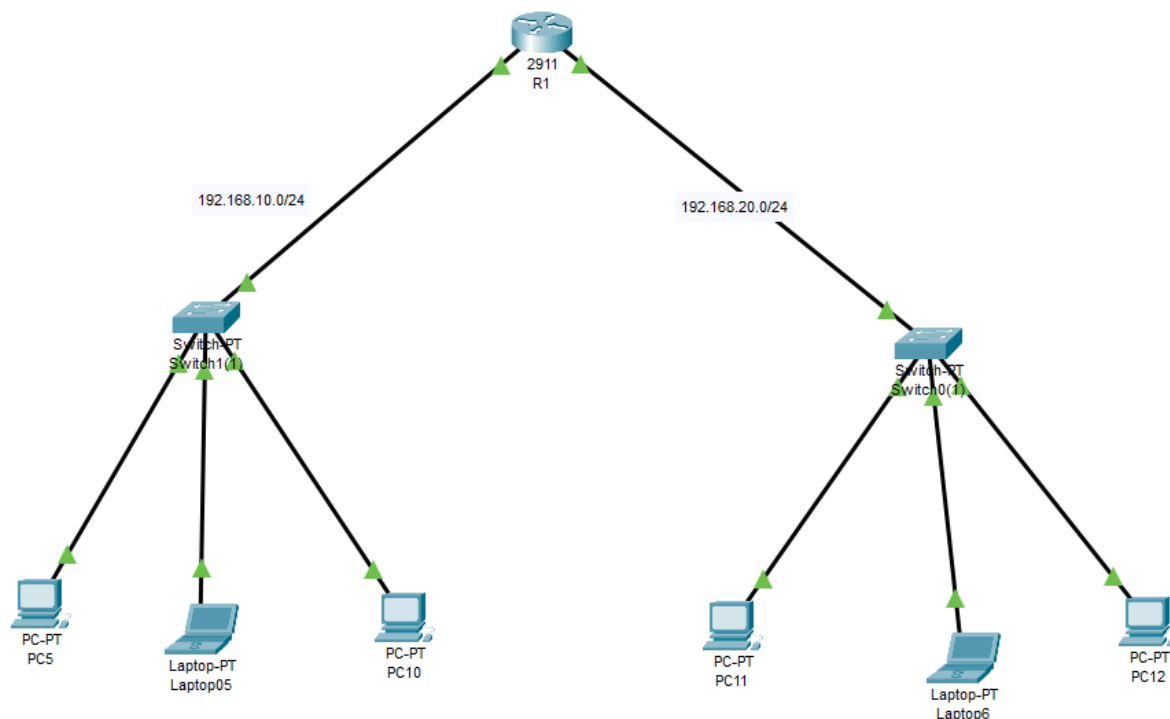 2911
R1
192.168.10.0/24
192.168.20.0/24
Switch-PT
Switch1(1)
Switch-PT
Switch0(1)
PC-PT
PC5
Laptop-PT
Laptop05
PC-PT
PC10
PC-PT
PC11
Laptop-PT
Laptop6
PC-PT
PC12